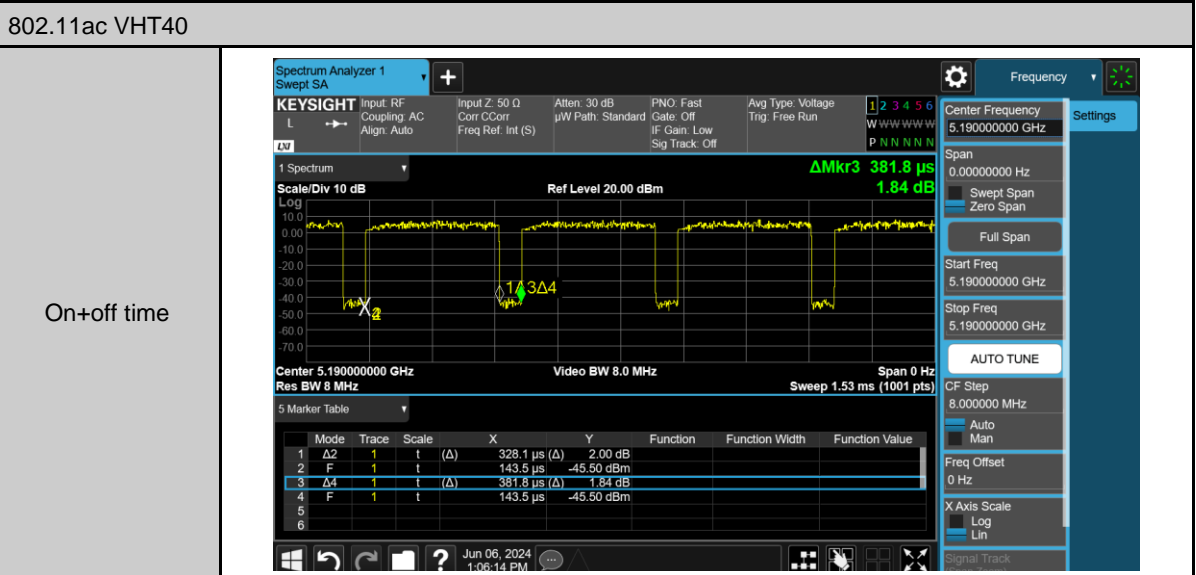 802.11ac VHT40
On+off time
Spectrum Analyzer 1
Swept SA
Frequency
KEYSIGHT
L
LXI
Input: RF
Coupling: AC
Align: Auto
Input Z: 50 Ω
Corr CCorr
Freq Ref: Int (S)
Atten: 30 dB
µW Path: Standard
PNO: Fast
Gate: Off
IF Gain: Low
Sig Track: Off
Avg Type: Voltage
Trig: Free Run
1 2 3 4 5 6
W W W W W W
P N N N N N
1 Spectrum
ΔMkr3 381.8 µs
1.84 dB
Scale/Div 10 dB
Ref Level 20.00 dBm
Log
10.0
0.00
-10.0
-20.0
-30.0
-40.0
-50.0
-60.0
-70.0
3Δ4
Center 5.190000000 GHz
Video BW 8.0 MHz
Span 0 Hz
Res BW 8 MHz
Sweep 1.53 ms (1001 pts)
5 Marker Table
Mode Trace Scale X Y Function Function Width Function Value
1 Δ2 1 t (Δ) 328.1 µs (Δ) 2.00 dB
2 F 1 t 143.5 µs -45.50 dBm
3 Δ4 1 t (Δ) 381.8 µs (Δ) 1.84 dB
4 F 1 t 143.5 µs -45.50 dBm
5
6
?
Jun 06, 2024
1:06:14 PM
Center Frequency
5.190000000 GHz
Settings
Span
0.00000000 Hz
Swept Span
Zero Span
Full Span
Start Freq
5.190000000 GHz
Stop Freq
5.190000000 GHz
AUTO TUNE
CF Step
8.000000 MHz
Auto
Man
Freq Offset
0 Hz
X Axis Scale
Log
Lin
Signal Track